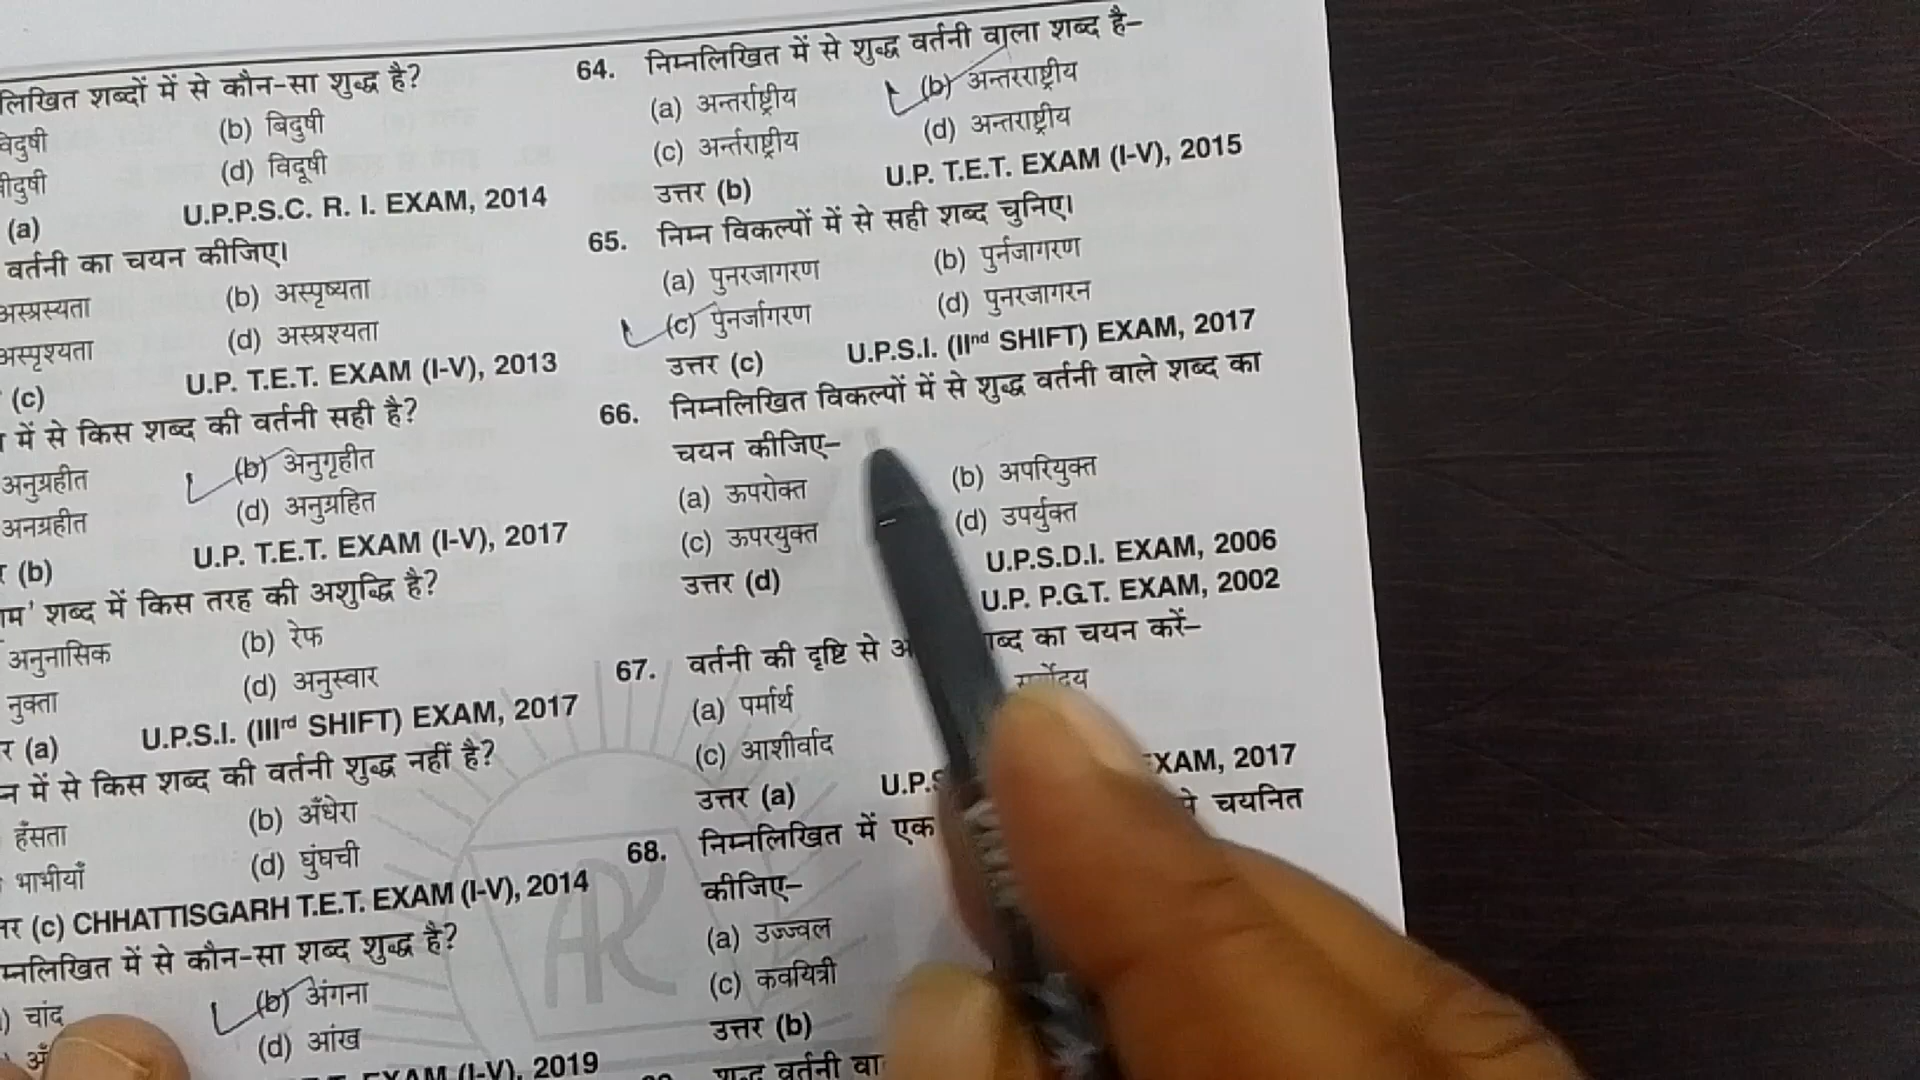 लिखित शब्दों में से कौन-सा शुद्ध है?
विदुषी (b) बिदुषी
(d) विदूषी
(a) U.P.P.S.C. R. I. EXAM, 2014
वर्तनी का चयन कीजिए।
अस्प्रस्यता (b) अस्पृष्यता
अस्पृश्यता (d) अस्प्रश्यता
(c) U.P. T.E.T. EXAM (I-V), 2013
में से किस शब्द की वर्तनी सही है?
अनुग्रहीत (b) अनुगृहीत
अनग्रहीत (d) अनुग्रहित
(b) U.P. T.E.T. EXAM (I-V), 2017
शब्द में किस तरह की अशुद्धि है?
अनुनासिक (b) रेफ
नुक्ता (d) अनुस्वार
(a) U.P.S.I. (IIIrd SHIFT) EXAM, 2017
में से किस शब्द की वर्तनी शुद्ध नहीं है?
हँसता (b) अँधेरा
भाभीयाँ (d) घुंघची
(c) CHHATTISGARH T.E.T. EXAM (I-V), 2014
म्नलिखित में से कौन-सा शब्द शुद्ध है?
चांद (b) अंगना
(d) आंख
EXAM (I-V), 2019
64. निम्नलिखित में से शुद्ध वर्तनी वाला शब्द है–
(a) अन्तर्राष्ट्रीय (b) अन्तरराष्ट्रीय
(c) अर्न्तराष्ट्रीय (d) अन्तराष्ट्रीय
उत्तर (b) U.P. T.E.T. EXAM (I-V), 2015
65. निम्न विकल्पों में से सही शब्द चुनिए।
(a) पुनरजागरण (b) पुर्नजागरण
(c) पुनर्जागरण (d) पुनरजागरन
उत्तर (c) U.P.S.I. (IInd SHIFT) EXAM, 2017
66. निम्नलिखित विकल्पों में से शुद्ध वर्तनी वाले शब्द का
चयन कीजिए–
(a) ऊपरोक्त (b) अपरियुक्त
(c) ऊपरयुक्त (d) उपर्युक्त
U.P.S.D.I. EXAM, 2006
उत्तर (d) U.P. P.G.T. EXAM, 2002
67. वर्तनी की दृष्टि से का चयन करें–
(a) पर्मार्थ
(c) आशीर्वाद
उत्तर (a) EXAM, 2017
68. निम्नलिखित में एक चयनित
कीजिए–
(a) उज्ज्वल
(c) कवयित्री
उत्तर (b)
शुद्ध वर्तनी